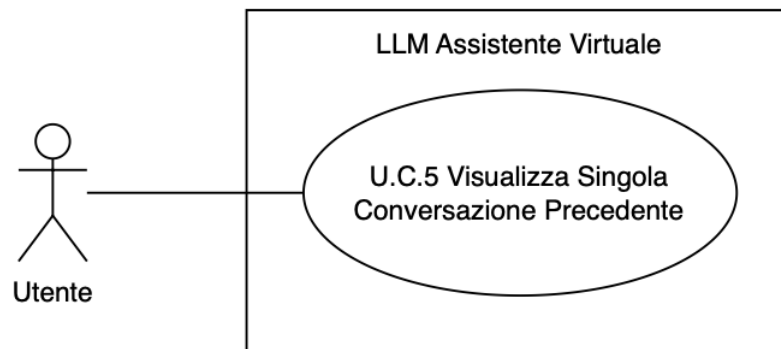 LLM Assistente Virtuale
U.C.5 Visualizza Singola
Conversazione Precedente
Utente